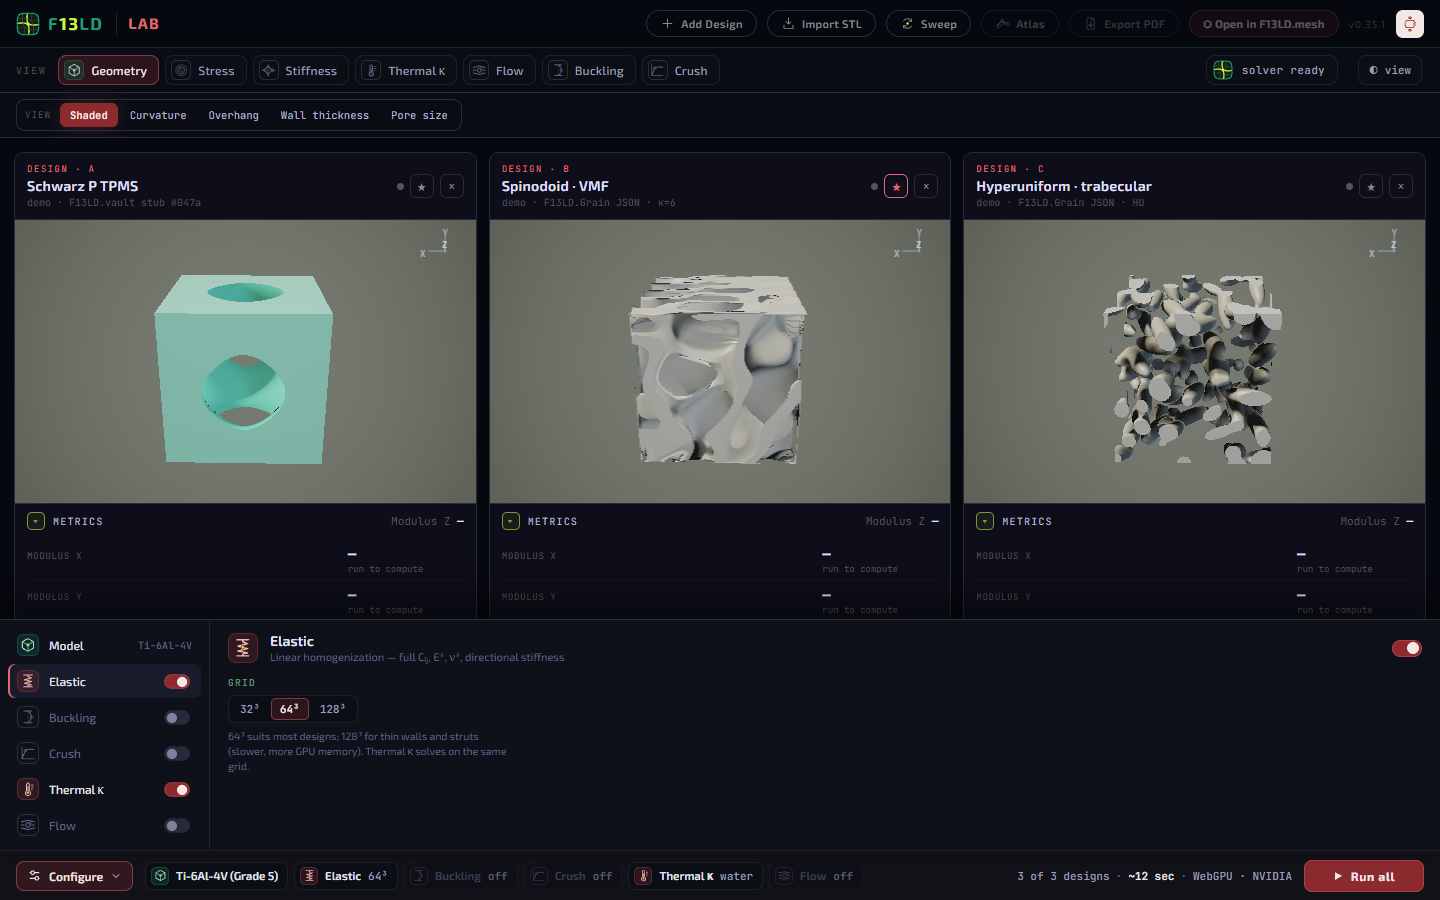 F13LD LAB
Add Design
Import STL
Sweep
Atlas
Export PDF
Open in F13LD.mesh
v0.35.1
VIEW
Geometry
Stress
Stiffness
Thermal κ
Flow
Buckling
Crush
solver ready
view
VIEW
Shaded
Curvature
Overhang
Wall thickness
Pore size
DESIGN · A
Schwarz P TPMS
demo · F13LD.vault stub #047a
★
×
Y
Z
X
METRICS
Modulus Z —
MODULUS X
—
run to compute
MODULUS Y
—
run to compute
DESIGN · B
Spinodoid · VMF
demo · F13LD.Grain JSON · κ=6
★
×
Y
Z
X
METRICS
Modulus Z —
MODULUS X
—
run to compute
MODULUS Y
—
run to compute
DESIGN · C
Hyperuniform · trabecular
demo · F13LD.Grain JSON · HU
★
×
Y
Z
X
METRICS
Modulus Z —
MODULUS X
—
run to compute
MODULUS Y
—
run to compute
Model Ti-6Al-4V
Elastic
Buckling
Crush
Thermal κ
Flow
Elastic
Linear homogenization — full Cᵢⱼ, E*, ν*, directional stiffness
GRID
32³
64³
128³
64³ suits most designs; 128³ for thin walls and struts
(slower, more GPU memory). Thermal κ solves on the same
grid.
Configure
Ti-6Al-4V (Grade 5)
Elastic 64³
Buckling off
Crush off
Thermal κ water
Flow off
3 of 3 designs · ~12 sec · WebGPU · NVIDIA
Run all